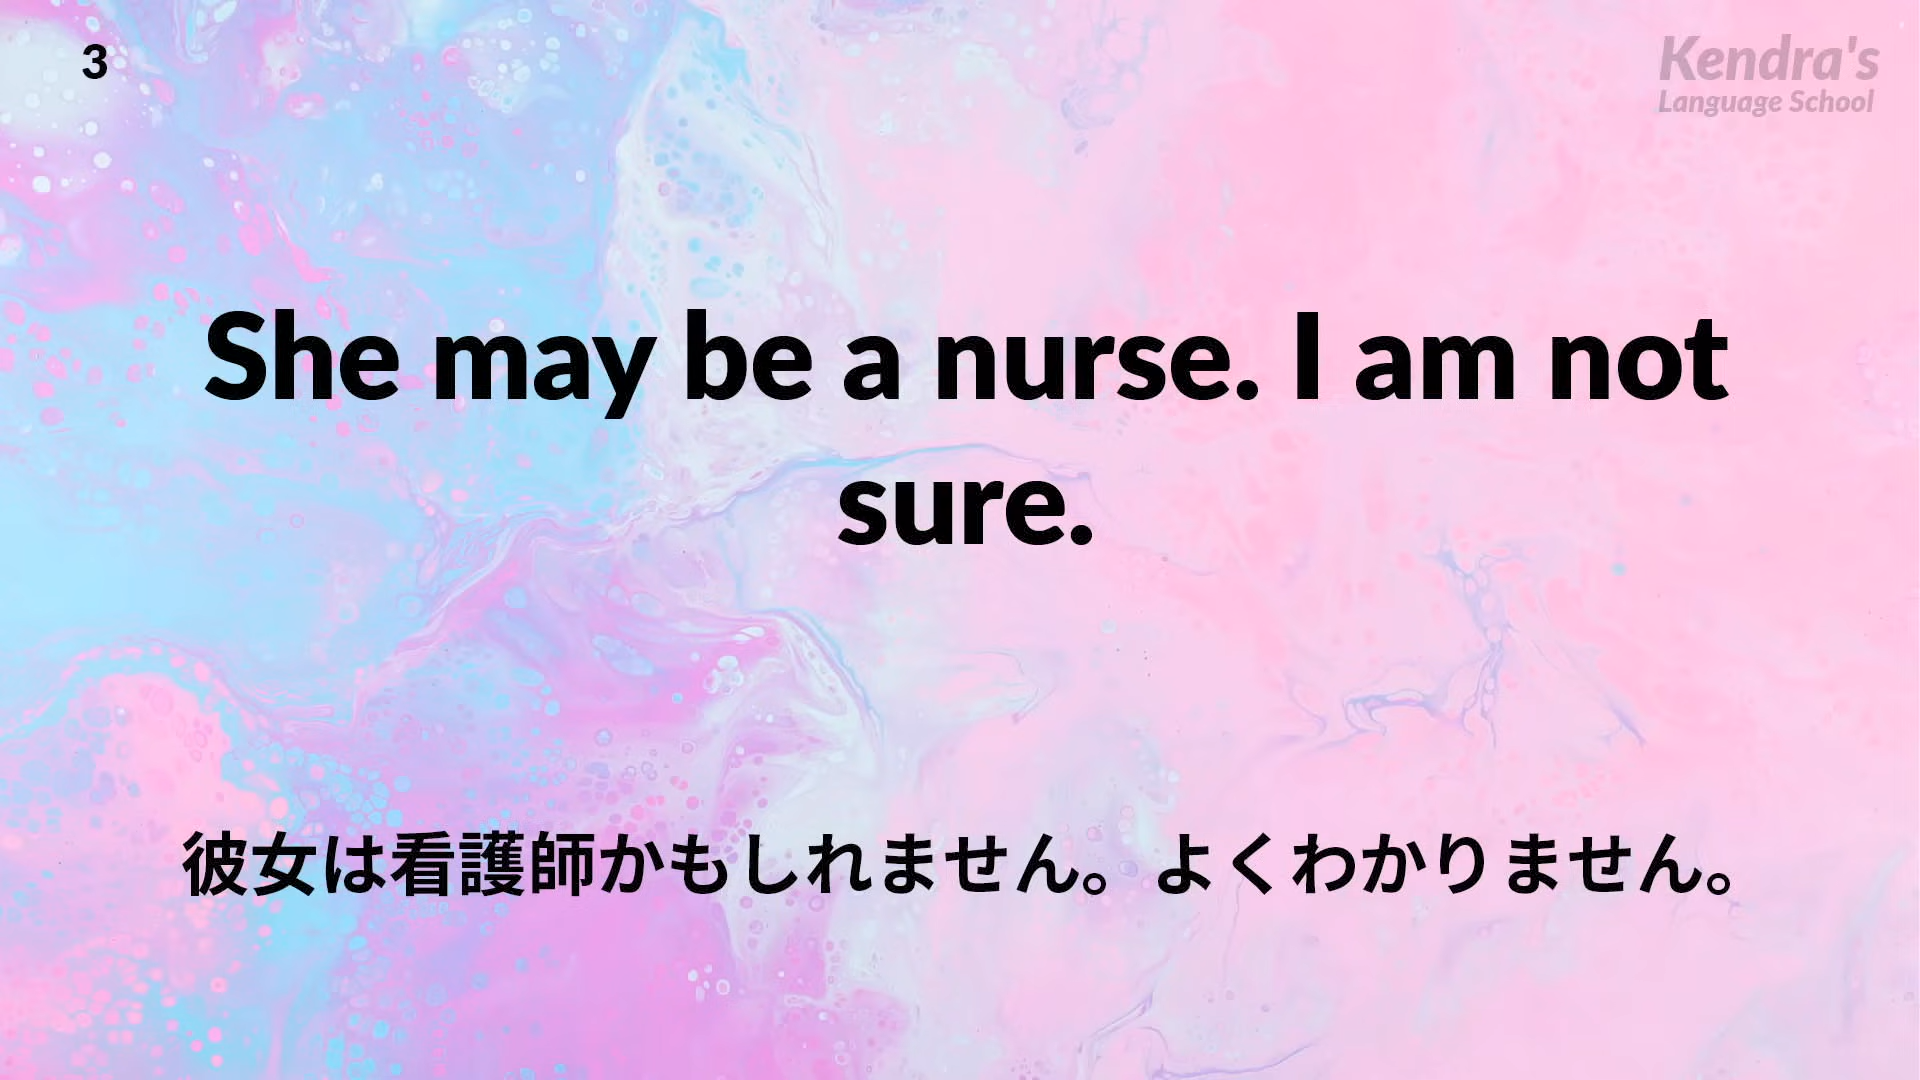 3
Kendra's
Language School
She may be a nurse. I am not
sure.
彼女は看護師かもしれません。よくわかりません。